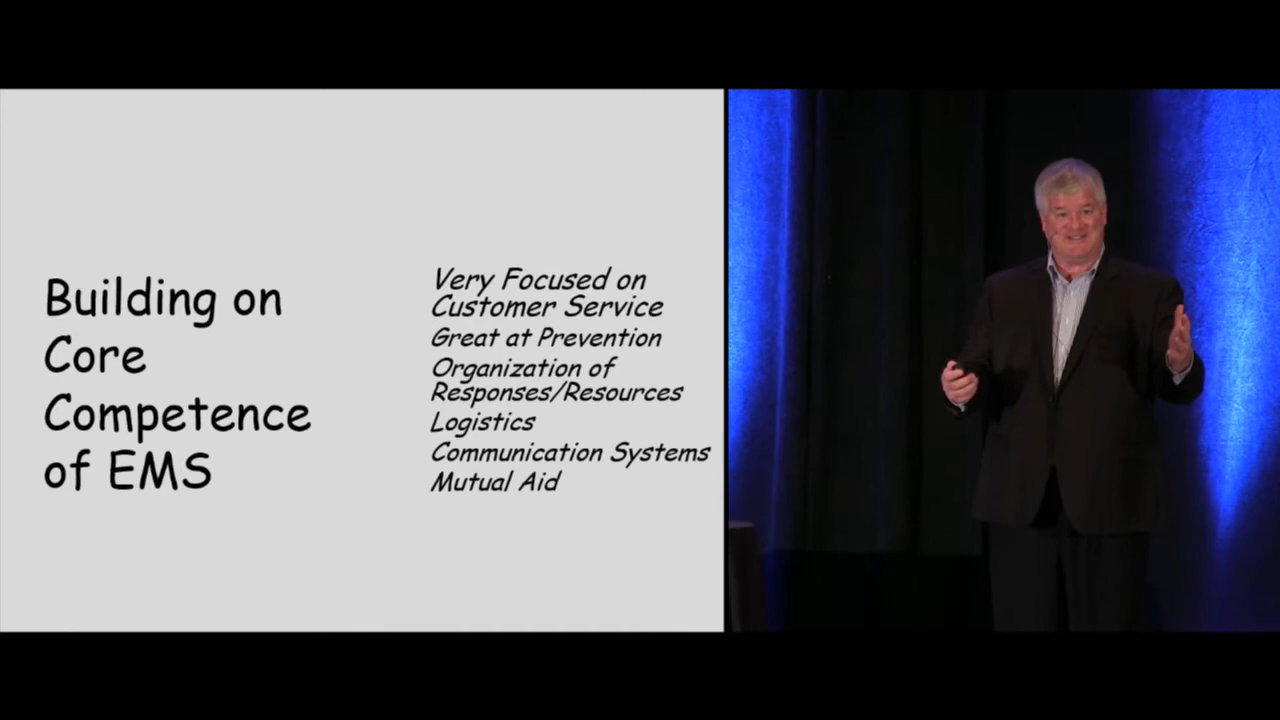 Building on
Core
Competence
of EMS
Very Focused on
Customer Service
Great at Prevention
Organization of
Responses/Resources
Logistics
Communication Systems
Mutual Aid